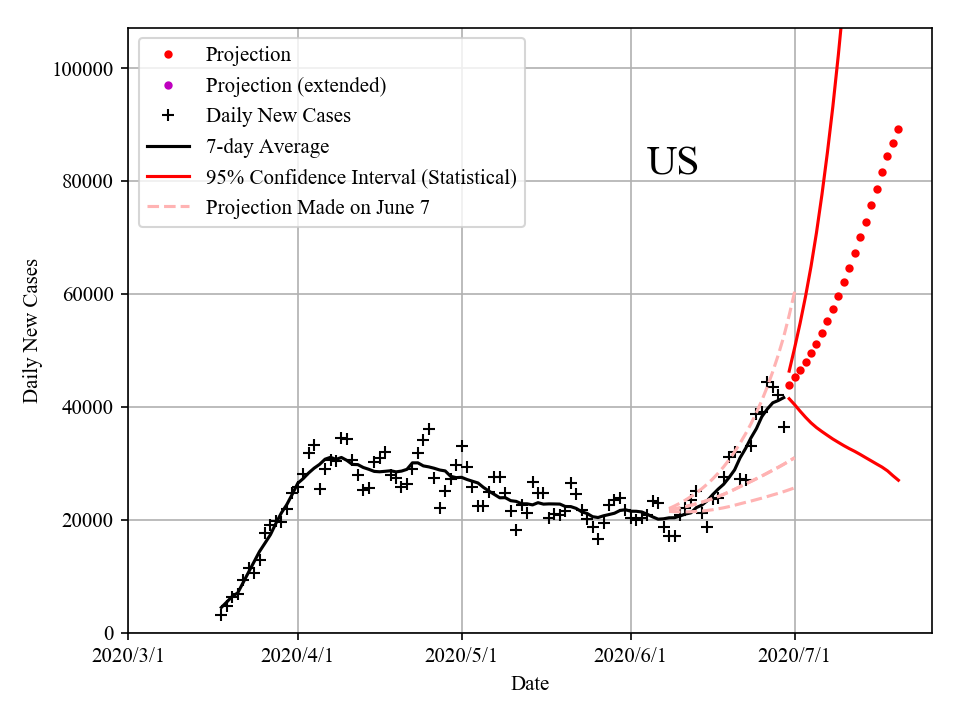 Projection
Projection (extended)
Daily New Cases
7-day Average
95% Confidence Interval (Statistical)
Projection Made on June 7
US
100000
80000
60000
40000
20000
0
Daily New Cases
2020/3/1 2020/4/1 2020/5/1 2020/6/1 2020/7/1
Date